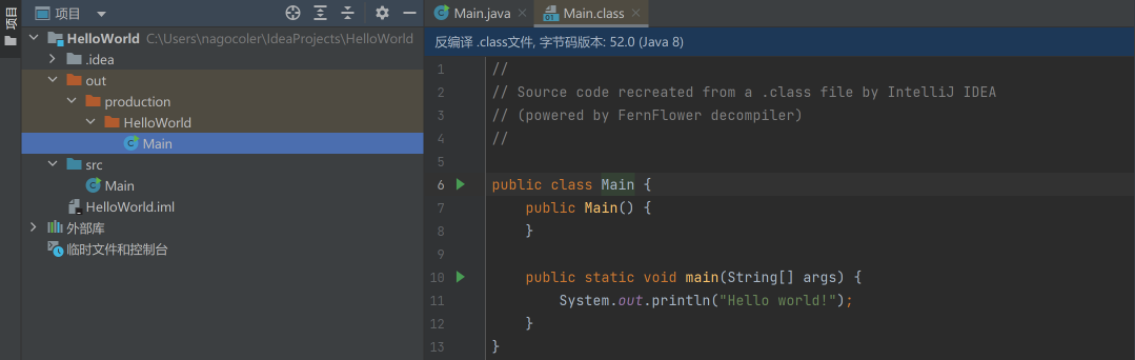 项目
项目
HelloWorld C:\Users\nagocoler\IdeaProjects\HelloWorld
.idea
out
production
HelloWorld
Main
src
Main
HelloWorld.iml
外部库
临时文件和控制台
Main.java
Main.class
反编译 .class文件, 字节码版本: 52.0 (Java 8)
1 //
2 // Source code recreated from a .class file by IntelliJ IDEA
3 // (powered by FernFlower decompiler)
4 //
5
6 public class Main {
7 public Main() {
8 }
9
10 public static void main(String[] args) {
11 System.out.println("Hello world!");
12 }
13 }